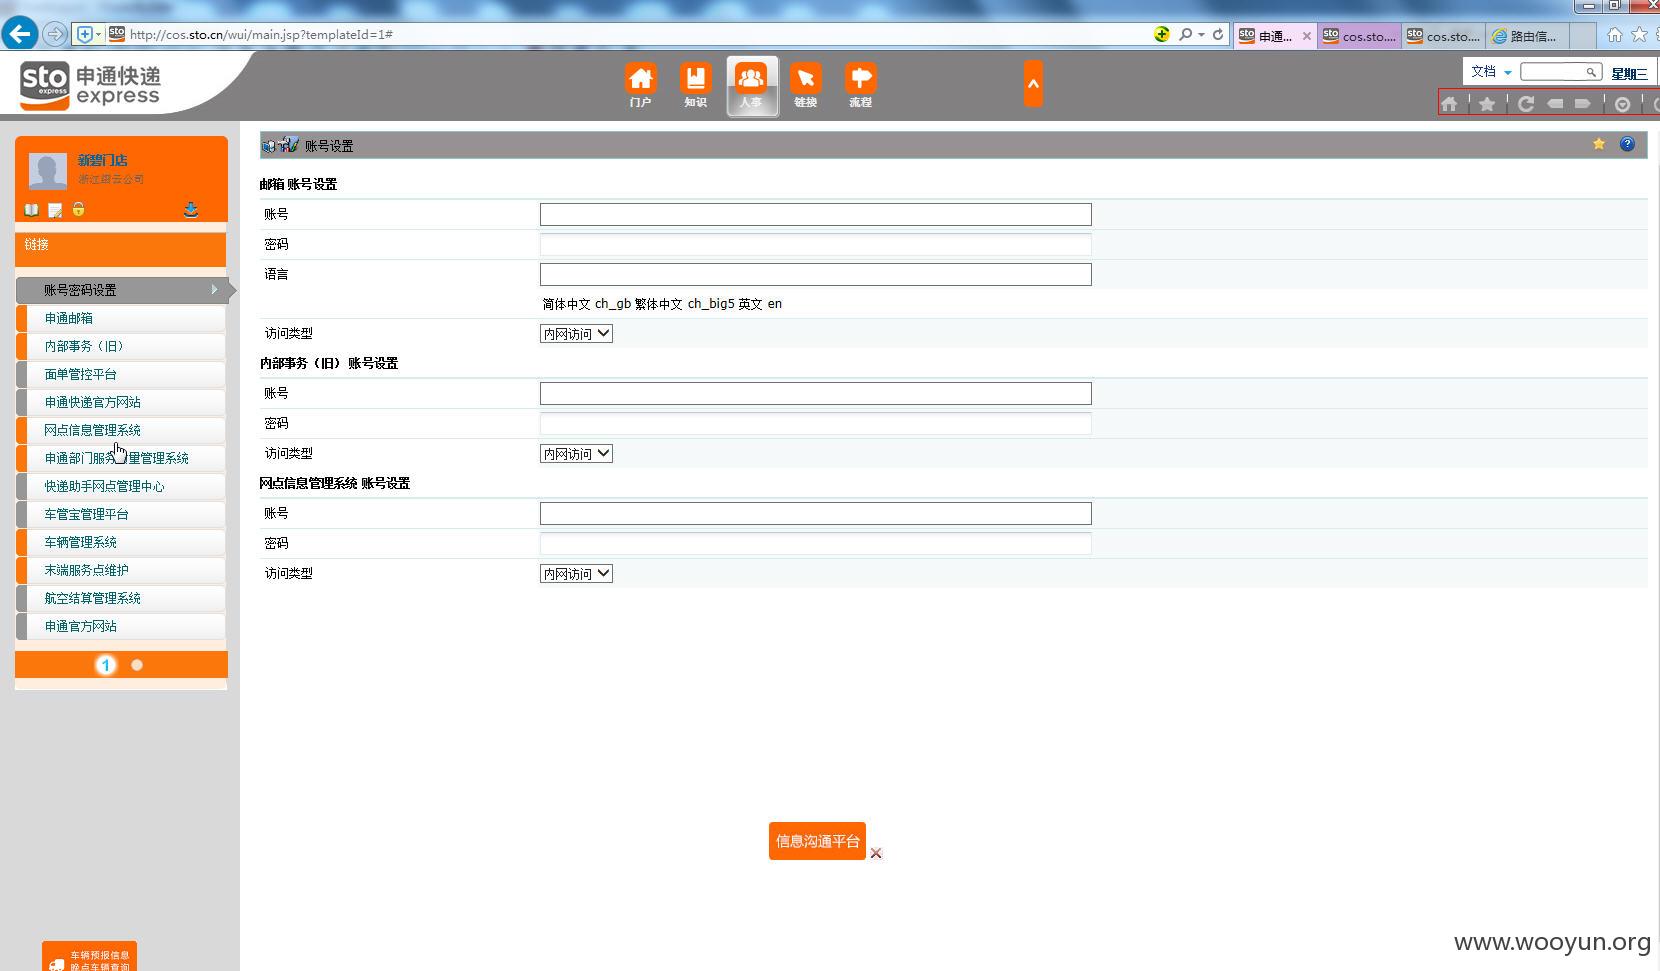 http://cos.sto.cn/wui/main.jsp?templateId=1#
申通...
cos.sto....
cos.sto....
路由信...
sto express
申通快递
express
门户
知识
人事
链接
流程
文档
星期三
新碧门店
账号设置
邮箱 账号设置
账号
密码
语言
简体中文 ch_gb 繁体中文 ch_big5 英文 en
访问类型
内网访问
内部事务（旧） 账号设置
账号
密码
访问类型
内网访问
网点信息管理系统 账号设置
账号
密码
访问类型
内网访问
链接
账号密码设置
申通邮箱
内部事务（旧）
面单管控平台
申通快递官方网站
网点信息管理系统
申通部门服务 量管理系统
快递助手网点管理中心
车管宝管理平台
车辆管理系统
末端服务点维护
航空结算管理系统
申通官方网站
1
信息沟通平台
车辆预报信息
晚点车辆查询
www.wooyun.org